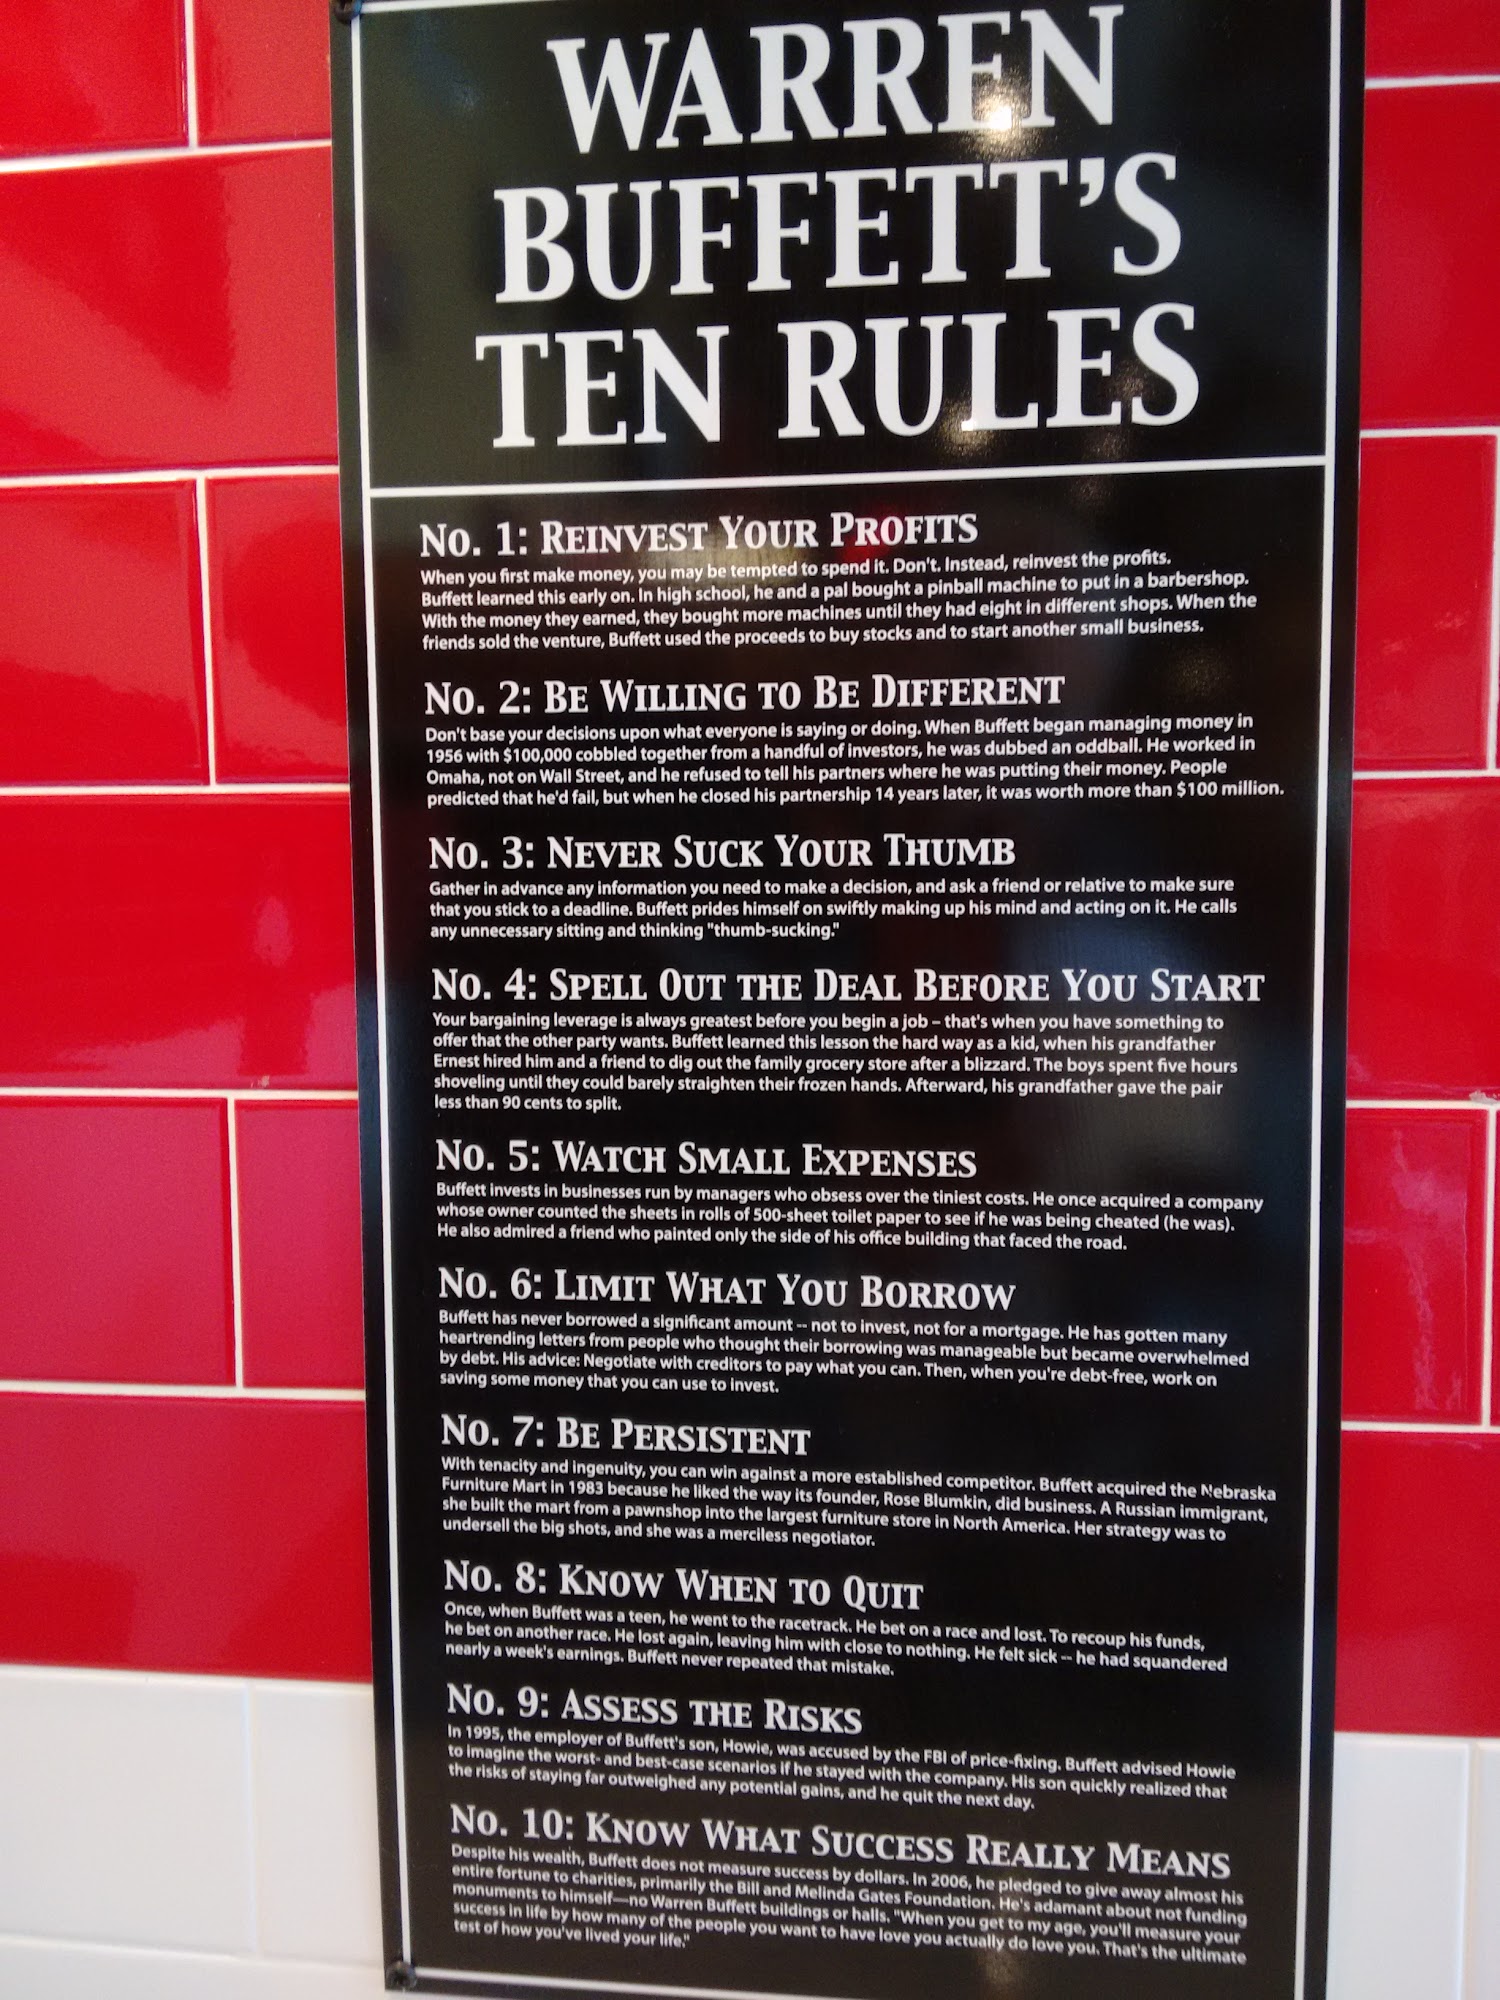 WARREN
BUFFETT'S
TEN RULES
No. 1: Reinvest Your Profits
When you first make money, you may be tempted to spend it. Don't. Instead, reinvest the profits.
Buffett learned this early on. In high school, he and a pal bought a pinball machine to put in a barbershop.
With the money they earned, they bought more machines until they had eight in different shops. When the
friends sold the venture, Buffett used the proceeds to buy stocks and to start another small business.
No. 2: Be Willing to Be Different
Don't base your decisions upon what everyone is saying or doing. When Buffett began managing money in
1956 with $100,000 cobbled together from a handful of investors, he was dubbed an oddball. He worked in
Omaha, not on Wall Street, and he refused to tell his partners where he was putting their money. People
predicted that he'd fail, but when he closed his partnership 14 years later, it was worth more than $100 million.
No. 3: Never Suck Your Thumb
Gather in advance any information you need to make a decision, and ask a friend or relative to make sure
that you stick to a deadline. Buffett prides himself on swiftly making up his mind and acting on it. He calls
any unnecessary sitting and thinking "thumb-sucking."
No. 4: Spell Out the Deal Before You Start
Your bargaining leverage is always greatest before you begin a job – that's when you have something to
offer that the other party wants. Buffett learned this lesson the hard way as a kid, when his grandfather
Ernest hired him and a friend to dig out the family grocery store after a blizzard. The boys spent five hours
shoveling until they could barely straighten their frozen hands. Afterward, his grandfather gave the pair
less than 90 cents to split.
No. 5: Watch Small Expenses
Buffett invests in businesses run by managers who obsess over the tiniest costs. He once acquired a company
whose owner counted the sheets in rolls of 500-sheet toilet paper to see if he was being cheated (he was).
He also admired a friend who painted only the side of his office building that faced the road.
No. 6: Limit What You Borrow
Buffett has never borrowed a significant amount -- not to invest, not for a mortgage. He has gotten many
heartrending letters from people who thought their borrowing was manageable but became overwhelmed
by debt. His advice: Negotiate with creditors to pay what you can. Then, when you're debt-free, work on
saving some money that you can use to invest.
No. 7: Be Persistent
With tenacity and ingenuity, you can win against a more established competitor. Buffett acquired the Nebraska
Furniture Mart in 1983 because he liked the way its founder, Rose Blumkin, did business. A Russian immigrant,
she built the mart from a pawnshop into the largest furniture store in North America. Her strategy was to
undersell the big shots, and she was a merciless negotiator.
No. 8: Know When to Quit
Once, when Buffett was a teen, he went to the racetrack. He bet on a race and lost. To recoup his funds,
he bet on another race. He lost again, leaving him with close to nothing. He felt sick -- he had squandered
nearly a week's earnings. Buffett never repeated that mistake.
No. 9: Assess the Risks
In 1995, the employer of Buffett's son, Howie, was accused by the FBI of price-fixing. Buffett advised Howie
to imagine the worst- and best-case scenarios if he stayed with the company. His son quickly realized that
the risks of staying far outweighed any potential gains, and he quit the next day.
No. 10: Know What Success Really Means
Despite his wealth, Buffett does not measure success by dollars. In 2006, he pledged to give away almost his
entire fortune to charities, primarily the Bill and Melinda Gates Foundation. He's adamant about not funding
monuments to himself—no Warren Buffett buildings or halls. "When you get to my age, you'll measure your
success in life by how many of the people you want to have love you actually do love you. That's the ultimate
test of how you've lived your life."